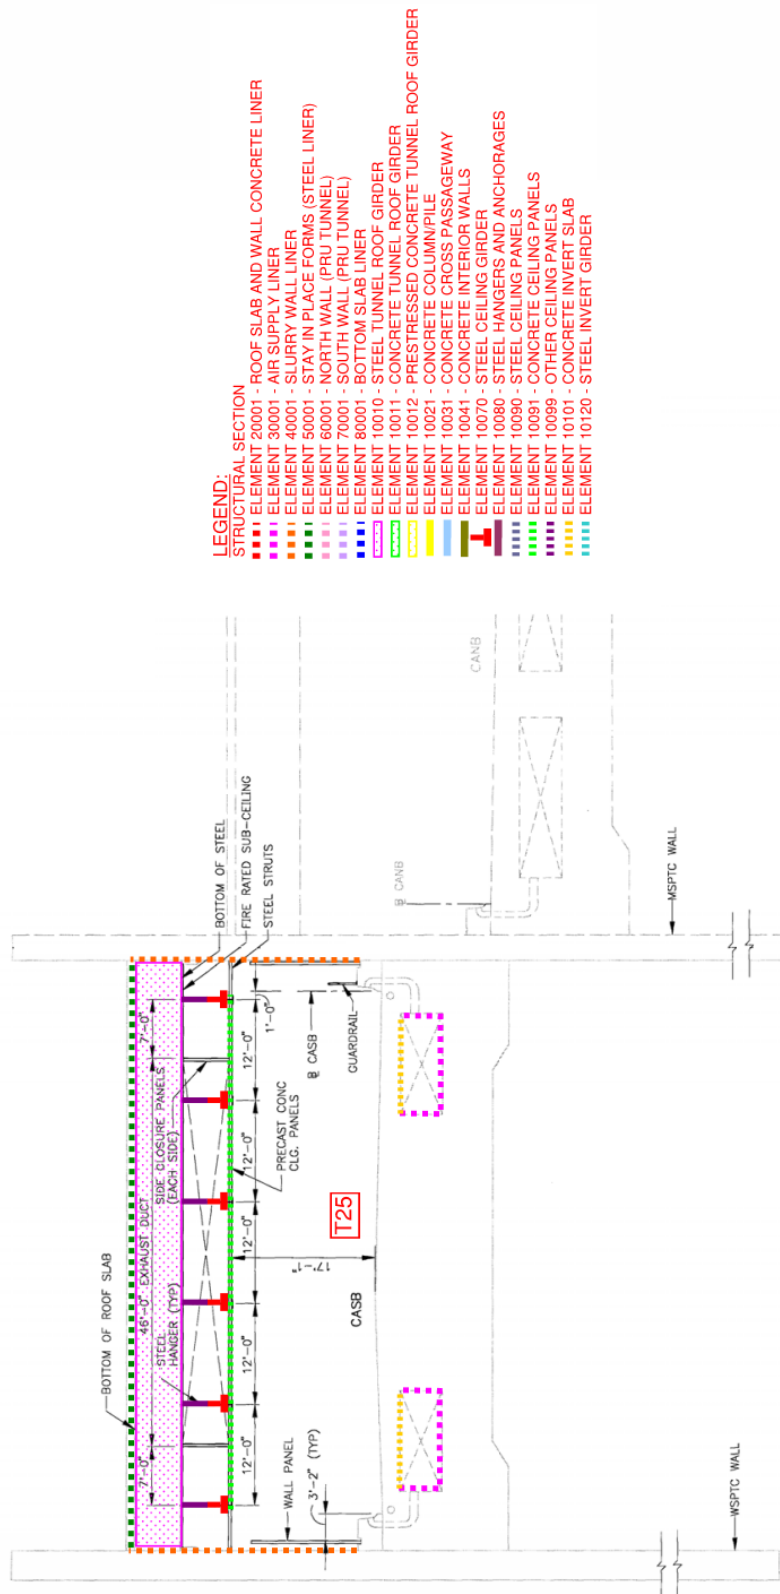 LEGEND:
STRUCTURAL SECTION
ELEMENT 20001 - ROOF SLAB AND WALL CONCRETE LINER
ELEMENT 30001 - AIR SUPPLY LINER
ELEMENT 40001 - SLURRY WALL LINER
ELEMENT 50001 - STAY IN PLACE FORMS (STEEL LINER)
ELEMENT 60001 - NORTH WALL (PRU TUNNEL)
ELEMENT 70001 - SOUTH WALL (PRU TUNNEL)
ELEMENT 80001 - BOTTOM SLAB LINER
ELEMENT 10010 - STEEL TUNNEL ROOF GIRDER
ELEMENT 10011 - CONCRETE TUNNEL ROOF GIRDER
ELEMENT 10012 - PRESTRESSED CONCRETE TUNNEL ROOF GIRDER
ELEMENT 10021 - CONCRETE COLUMN/PILE
ELEMENT 10031 - CONCRETE CROSS PASSAGEWAY
ELEMENT 10041 - CONCRETE INTERIOR WALLS
ELEMENT 10070 - STEEL CEILING GIRDER
ELEMENT 10080 - STEEL HANGERS AND ANCHORAGES
ELEMENT 10090 - STEEL CEILING PANELS
ELEMENT 10091 - CONCRETE CEILING PANELS
ELEMENT 10099 - OTHER CEILING PANELS
ELEMENT 10101 - CONCRETE INVERT SLAB
ELEMENT 10120 - STEEL INVERT GIRDER
BOTTOM OF ROOF SLAB
7'-0"
46'-0" EXHAUST DUCT
7'-0"
STEEL
HANGER (TYP)
SIDE CLOSURE PANELS
(EACH SIDE)
BOTTOM OF STEEL
FIRE RATED SUB-CEILING
STEEL STRUTS
12'-0"
12'-0"
12'-0"
12'-0"
12'-0"
1'-0"
WALL PANEL
3'-2" (TYP)
PRECAST CONC
CLG. PANELS
17'-1"
T25
CASB
CASB
GUARDRAIL
CANB
CANB
WSPTC WALL
MSPTC WALL